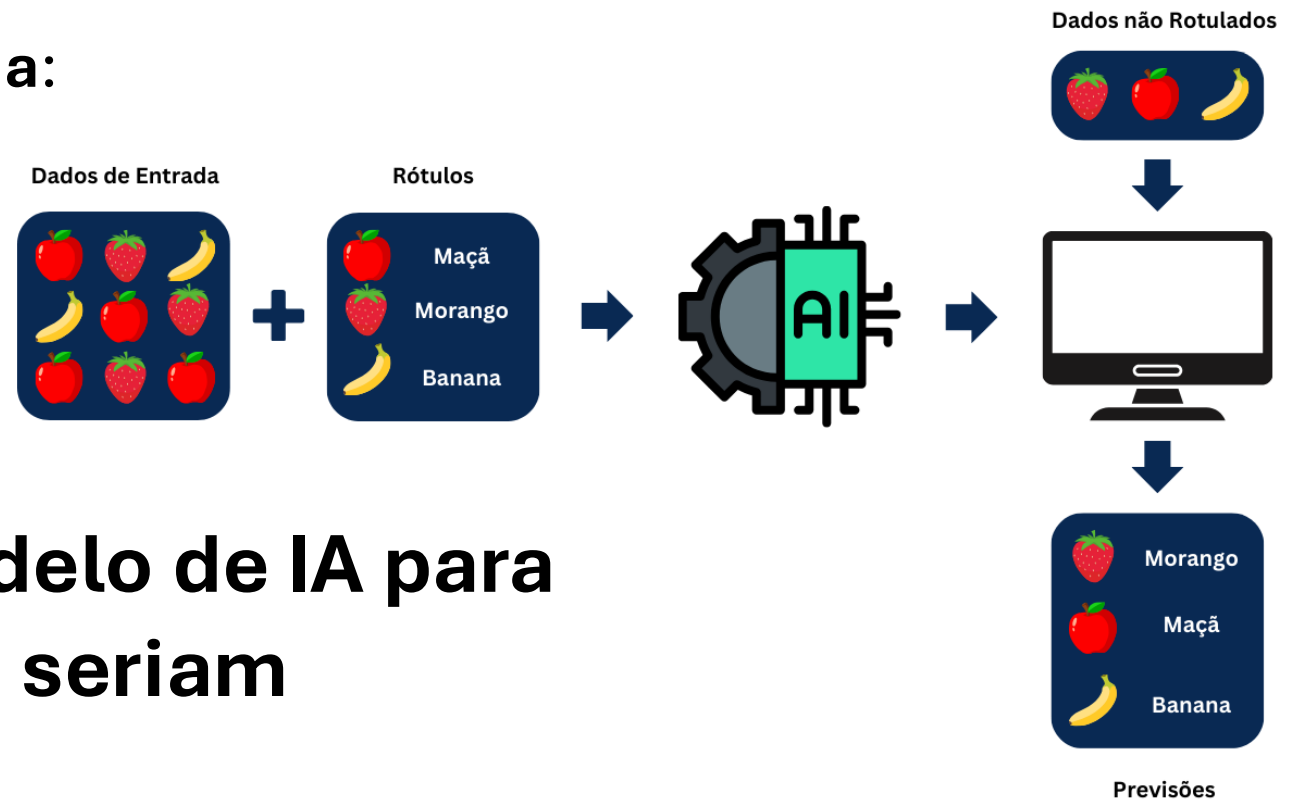 a:
Dados de Entrada
Rótulos
Maçã
Morango
Banana
AI
Dados não Rotulados
Morango
Maçã
Banana
Previsões
delo de IA para
seriam